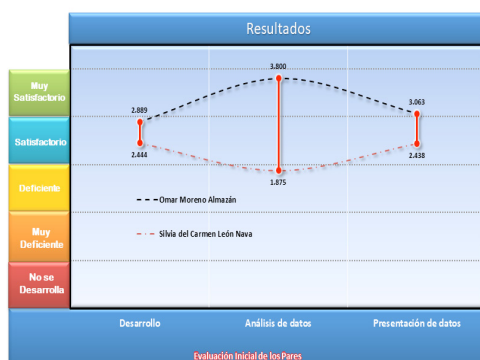 Resultados
Muy
Satisfactorio
Satisfactorio
Deficiente
Muy
Deficiente
No se
Desarrolla
2.889
3.800
3.063
2.444
1.875
2.438
Omar Moreno Almazán
Silvia del Carmen León Nava
Desarrollo
Análisis de datos
Presentación de datos
Evaluación Inicial de los Pares